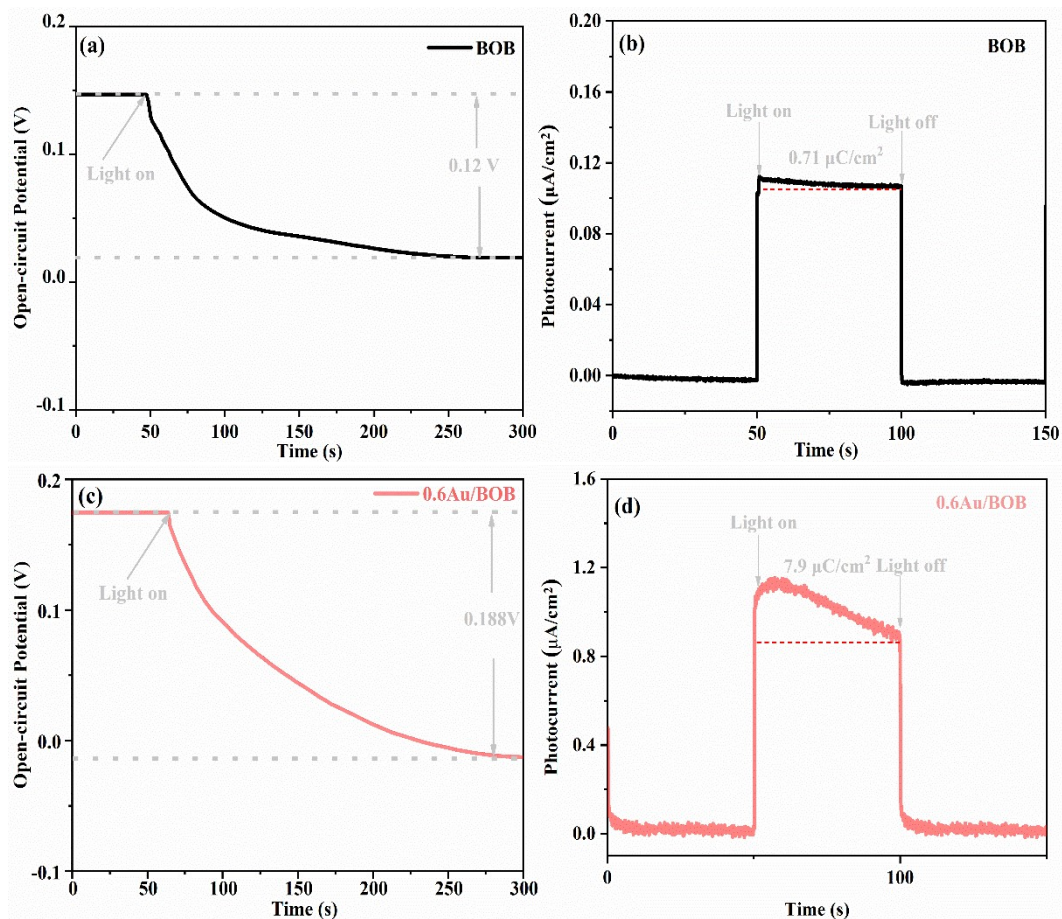 (a)
BOB
Light on
0.12 V
0.2
0.1
0.0
-0.1
Open-circuit Potential (V)
0 50 100 150 200 250 300
Time (s)
(b)
BOB
Light on
Light off
0.71 μC/cm²
0.20
0.16
0.12
0.08
0.04
0.00
Photocurrent (μA/cm²)
0 50 100 150
Time (s)
(c)
0.6Au/BOB
Light on
0.188V
0.2
0.1
0.0
-0.1
Open-circuit Potential (V)
0 50 100 150 200 250 300
Time (s)
(d)
0.6Au/BOB
Light on
7.9 μC/cm² Light off
1.6
1.2
0.8
0.4
0.0
Photocurrent (μA/cm²)
0 100
Time (s)